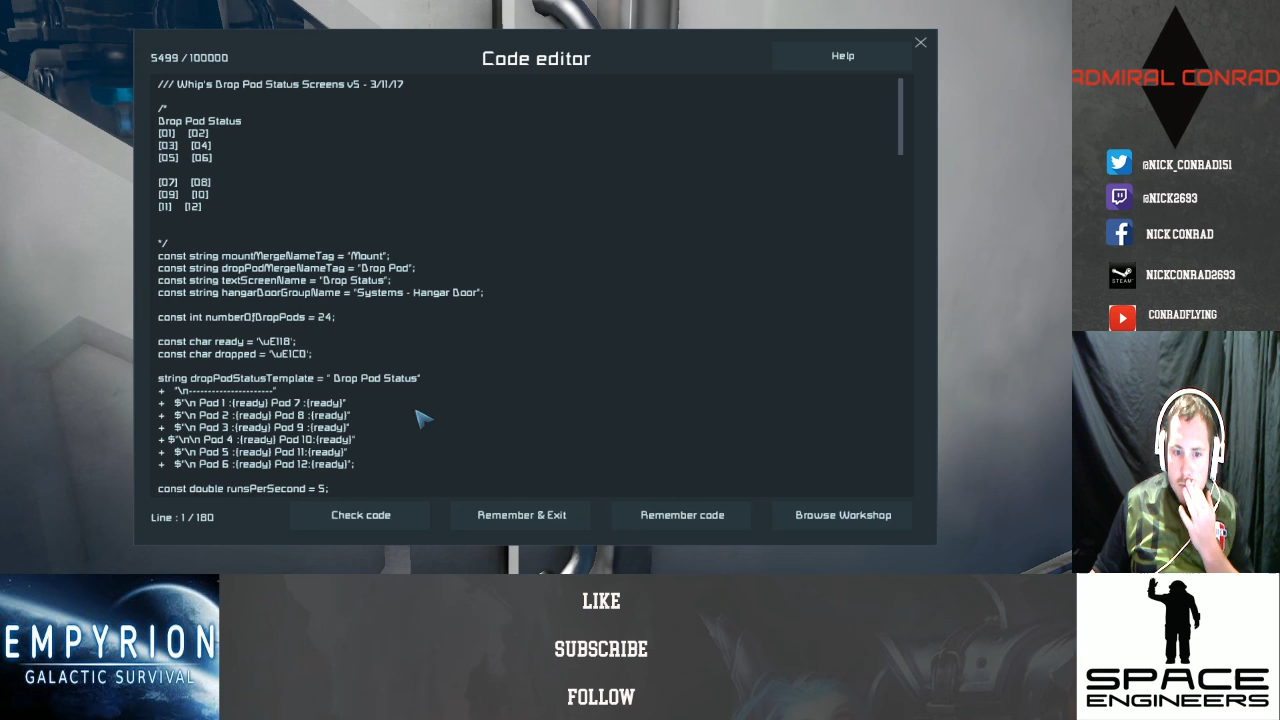 5499 / 100000
Code editor
Help
/// Whip's Drop Pod Status Screens v5 - 3/11/17
/*
Drop Pod Status
[01] [02]
[03] [04]
[05] [06]
[07] [08]
[09] [10]
[11] [12]
*/
const string mountMergeNameTag = "Mount";
const string dropPodMergeNameTag = "Drop Pod";
const string textScreenName = "Drop Status";
const string hangarDoorGroupName = "Systems - Hangar Door";
const int numberOfDropPods = 24;
const char ready = '\uE11B';
const char dropped = '\uE1C0';
string dropPodStatusTemplate = " Drop Pod Status"
+ "\n----------------------"
+ $"\n Pod 1 :{ready} Pod 7 :{ready}"
+ $"\n Pod 2 :{ready} Pod 8 :{ready}"
+ $"\n Pod 3 :{ready} Pod 9 :{ready}"
+ $"\n\n Pod 4 :{ready} Pod 10:{ready}"
+ $"\n Pod 5 :{ready} Pod 11:{ready}"
+ $"\n Pod 6 :{ready} Pod 12:{ready}";
const double runsPerSecond = 5;
Line : 1 / 180
Check code
Remember & Exit
Remember code
Browse Workshop
ADMIRAL CONRAD
@NICK_CONRAD151
@NICK2693
NICK CONRAD
STEAM
NICKCONRAD2693
CONRADFLYING
EMPYRION
GALACTIC SURVIVAL
LIKE
SUBSCRIBE
FOLLOW
SPACE
ENGINEERS